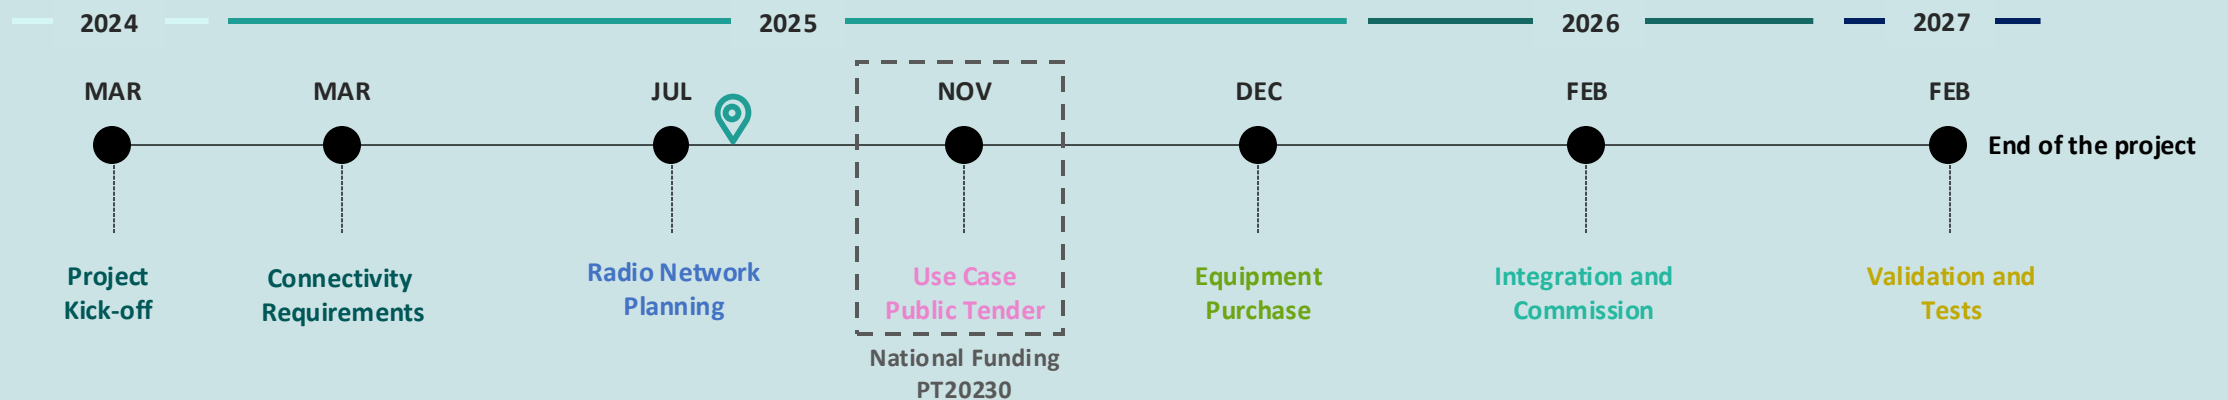 2024
2025
2026
2027
MAR
MAR
JUL
NOV
DEC
FEB
FEB
End of the project
Project
Kick-off
Connectivity
Requirements
Radio Network
Planning
Use Case
Public Tender
Equipment
Purchase
Integration and
Commission
Validation and
Tests
National Funding
PT20230